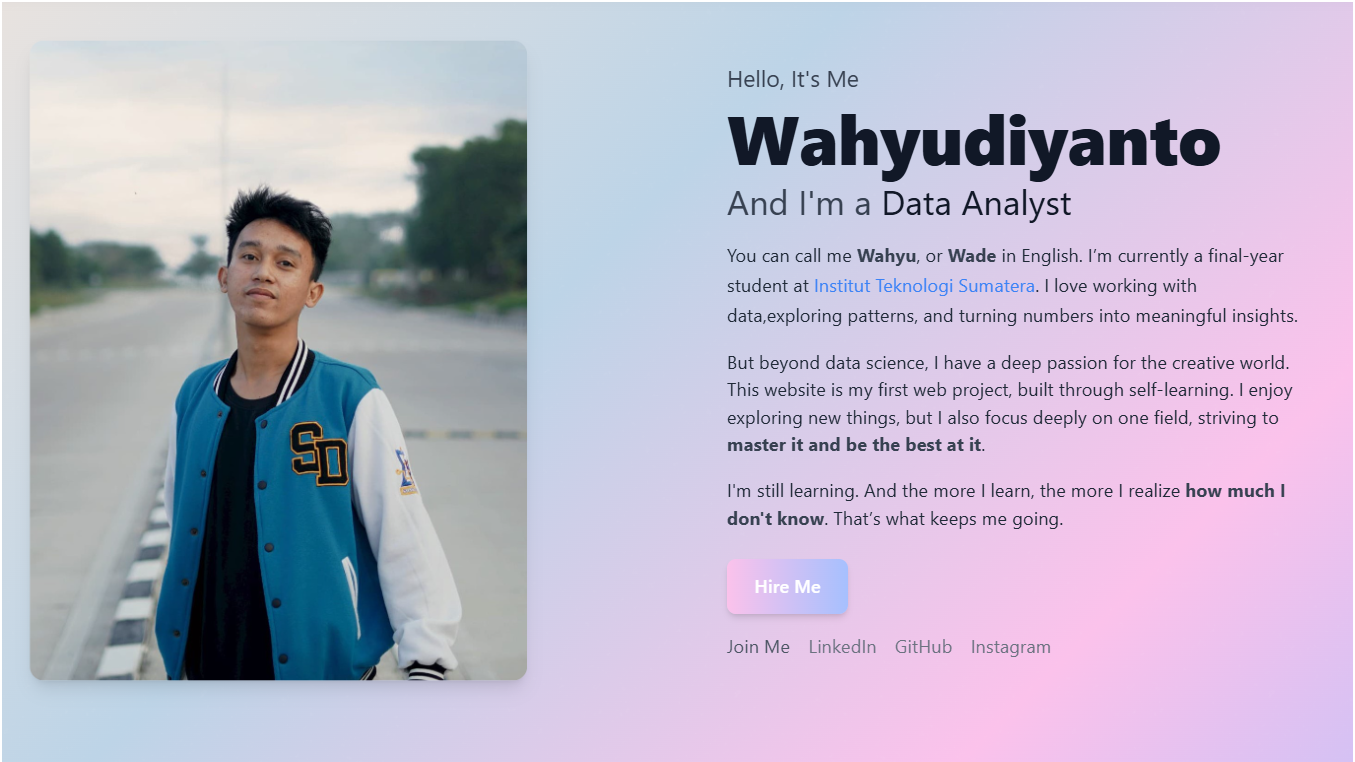 Hello, It's Me
Wahyudiyanto
And I'm a Data Analyst
You can call me Wahyu, or Wade in English. I’m currently a final-year
student at Institut Teknologi Sumatera. I love working with
data,exploring patterns, and turning numbers into meaningful insights.
But beyond data science, I have a deep passion for the creative world.
This website is my first web project, built through self-learning. I enjoy
exploring new things, but I also focus deeply on one field, striving to
master it and be the best at it.
I'm still learning. And the more I learn, the more I realize how much I
don't know. That’s what keeps me going.
Hire Me
Join Me LinkedIn GitHub Instagram
SD